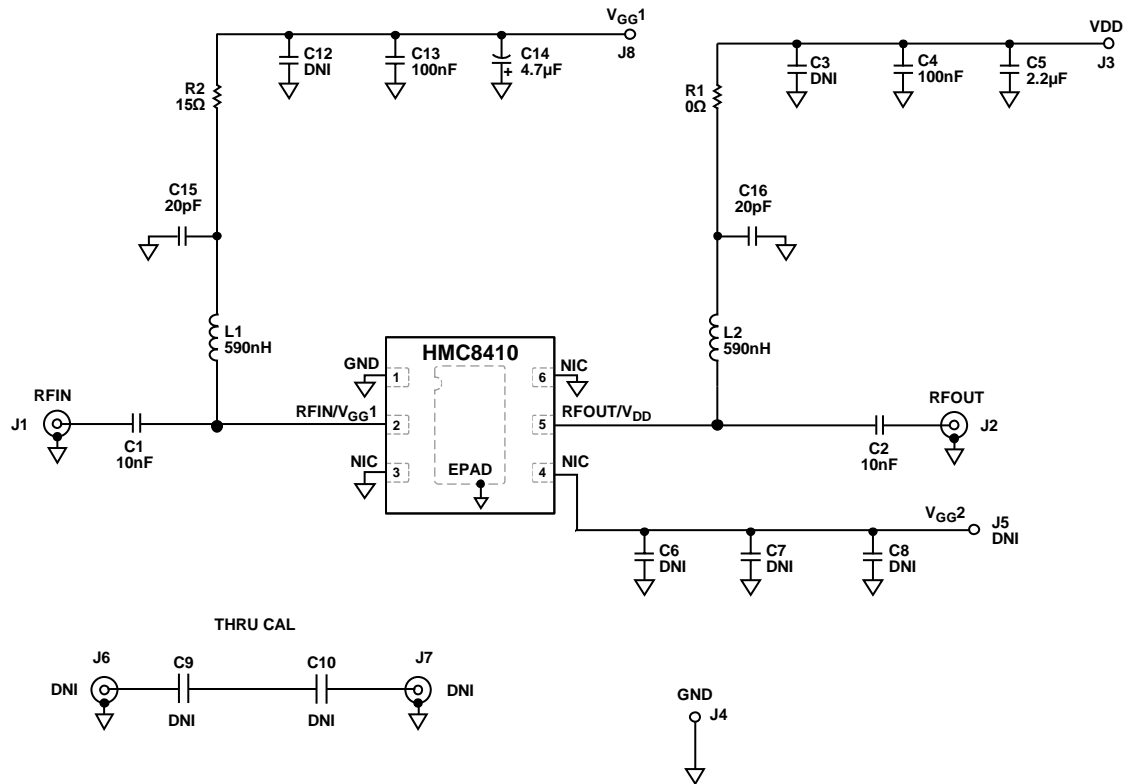 VGG1
J8
C12
DNI
C13
100nF
C14
4.7µF
+
R2
15Ω
C15
20pF
L1
590nH
VDD
J3
C3
DNI
C4
100nF
C5
2.2µF
R1
0Ω
C16
20pF
L2
590nH
HMC8410
GND
1
NIC
6
RFIN
J1
C1
10nF
RFIN/VGG1
2
RFOUT/VDD
5
RFOUT
J2
C2
10nF
NIC
3
EPAD
NIC
4
VGG2
J5
DNI
C6
DNI
C7
DNI
C8
DNI
THRU CAL
J6
DNI
C9
DNI
C10
DNI
J7
DNI
GND
J4